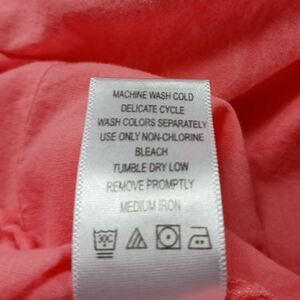 MACHINE WASH COLD
DELICATE CYCLE
WASH COLORS SEPARATELY
USE ONLY NON-CHLORINE
BLEACH
TUMBLE DRY LOW
REMOVE PROMPTLY
MEDIUM IRON
30C